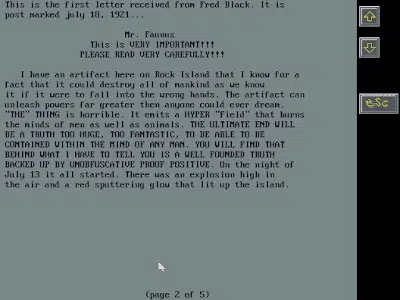 This is the first letter received from Fred Black. It is
post marked july 18, 1921...
Mr. Faunus
This is VERY IMPORTANT!!!
PLEASE READ VERY CAREFULLY!!!
I have an artifact here on Rock Island that I know for a
fact that it could destroy all of mankind as we know
it if it were to fall into the wrong hands. The artifact can
unleash powers far greater them anyone could ever dream.
"THE" THING is horrible. It emits a HYPER "Field" that burns
the minds of men as well as animals. THE ULTIMATE END WILL
BE A TRUTH TOO HUGE, TOO FANTASTIC, TO BE ABLE TO BE
CONTAINED WITHIN THE MIND OF ANY MAN. YOU WILL FIND THAT
BEHIND WHAT I HAVE TO TELL YOU IS A WELL FOUNDED TRUTH
BACKED UP BY UNOBFUSCATIVE PROOF POSITIVE. On the night of
July 13 it all started. There was an explosion high in
the air and a red sputtering glow that lit up the island.
(page 2 of 5)
eSc